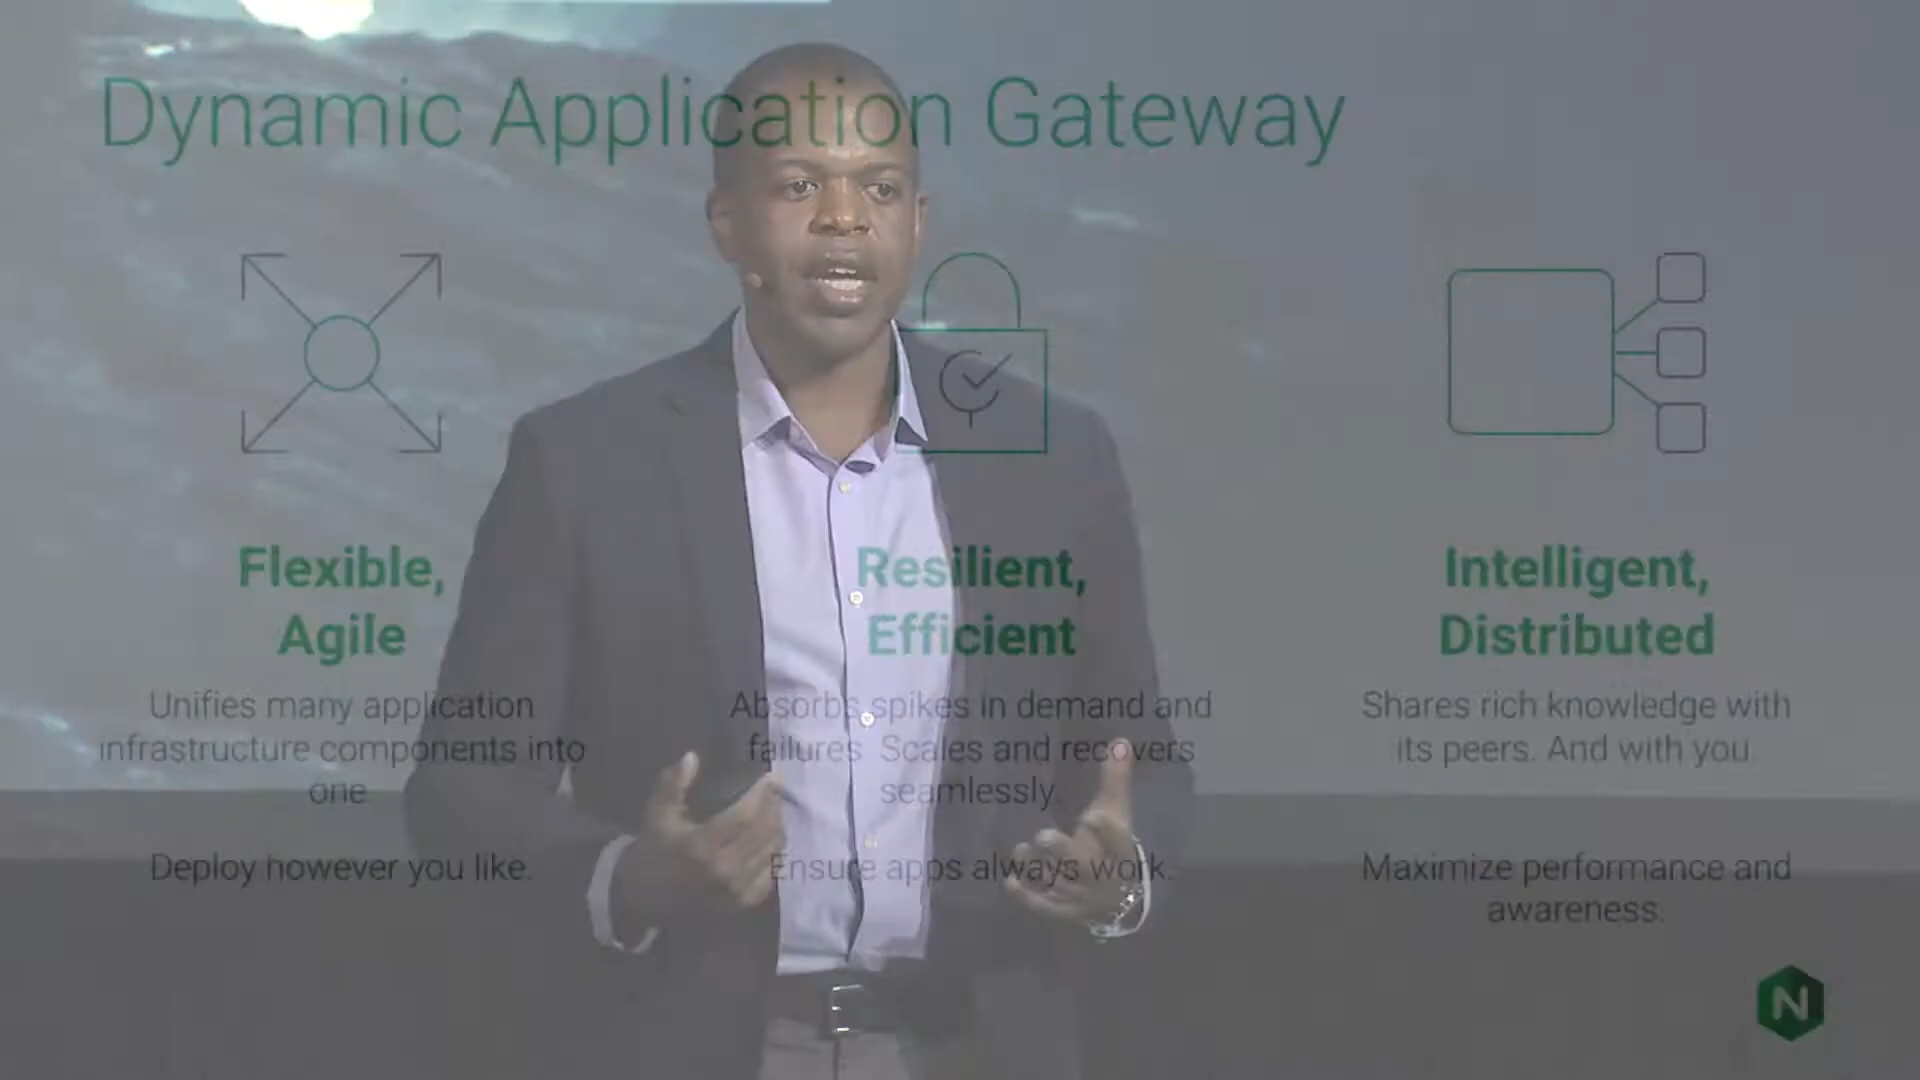 Dynamic Application Gateway
Flexible,
Agile
Unifies many application
infrastructure components into
one.
Deploy however you like.
Resilient,
Efficient
Absorbs spikes in demand and
failures. Scales and recovers
seamlessly.
Ensure apps always work.
Intelligent,
Distributed
Shares rich knowledge with
its peers. And with you.
Maximize performance and
awareness.
N